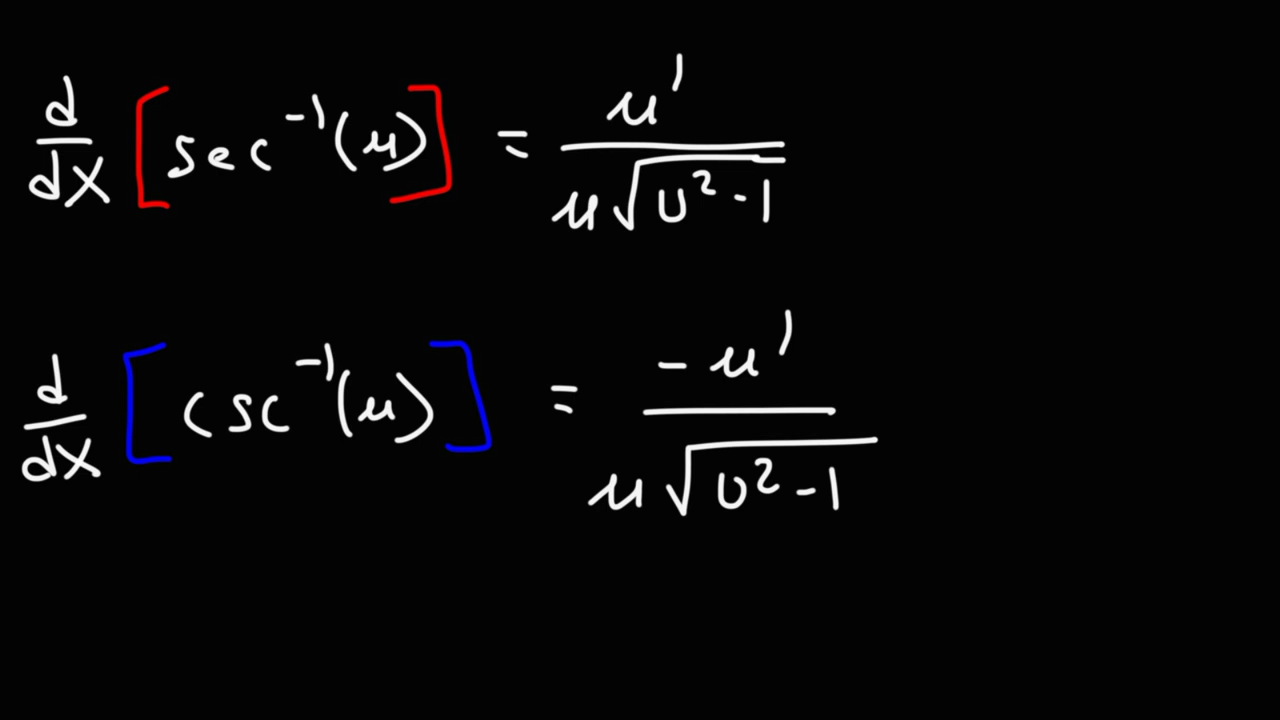 d/dx [sec⁻¹(u)] = u' / u√(u² - 1)
d/dx [csc⁻¹(u)] = -u' / u√(u² - 1)